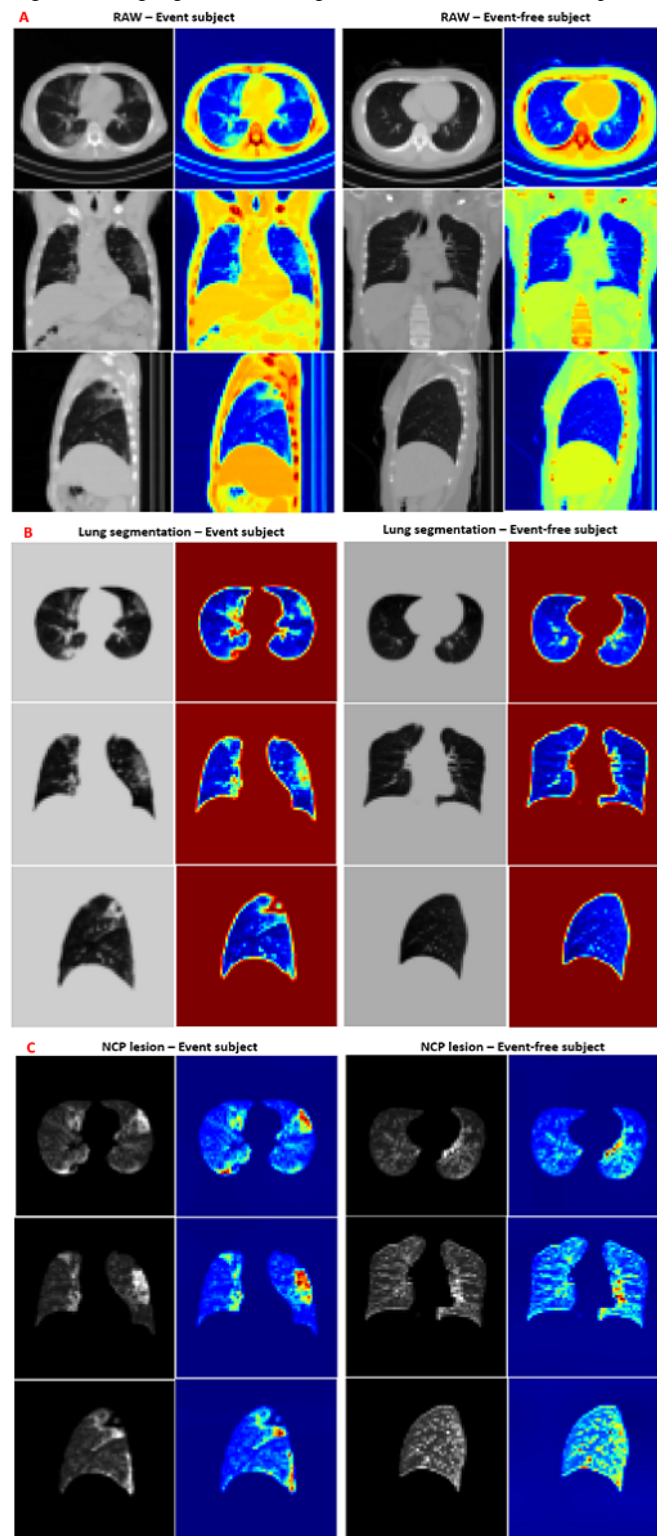 A
RAW – Event subject RAW – Event-free subject
B
Lung segmentation – Event subject Lung segmentation – Event-free subject
C
NCP lesion – Event subject NCP lesion – Event-free subject